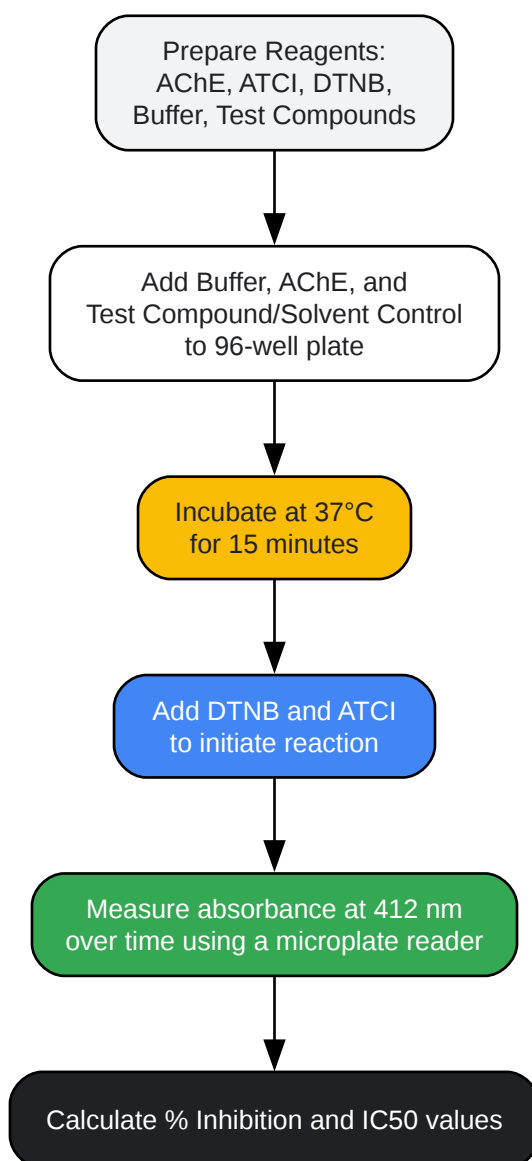 Prepare Reagents:
AChE, ATCI, DTNB,
Buffer, Test Compounds
Add Buffer, AChE, and
Test Compound/Solvent Control
to 96-well plate
Incubate at 37°C
for 15 minutes
Add DTNB and ATCI
to initiate reaction
Measure absorbance at 412 nm
over time using a microplate reader
Calculate % Inhibition and IC50 values